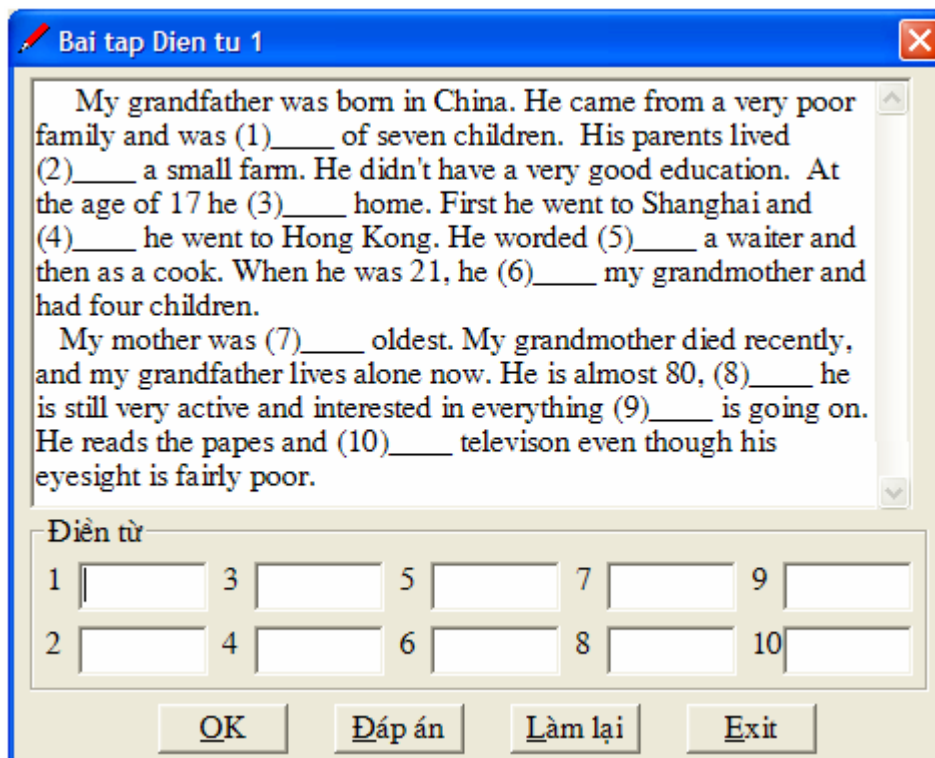 Bai tap Dien tu 1
My grandfather was born in China. He came from a very poor
family and was (1)____ of seven children. His parents lived
(2)____ a small farm. He didn't have a very good education. At
the age of 17 he (3)____ home. First he went to Shanghai and
(4)____ he went to Hong Kong. He worded (5)____ a waiter and
then as a cook. When he was 21, he (6)____ my grandmother and
had four children.
My mother was (7)____ oldest. My grandmother died recently,
and my grandfather lives alone now. He is almost 80, (8)____ he
is still very active and interested in everything (9)____ is going on.
He reads the papes and (10)____ televison even though his
eyesight is fairly poor.
Điền từ
1 3 5 7 9
2 4 6 8 10
OK Đáp án Làm lại Exit